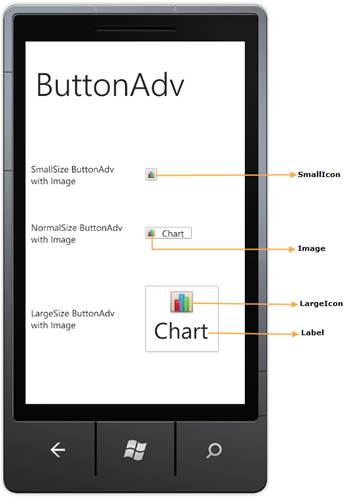 ButtonAdv
SmallSize ButtonAdv
with Image
SmallIcon
NormalSize ButtonAdv
with Image
Chart
Image
LargeSize ButtonAdv
with Image
LargeIcon
Chart
Label